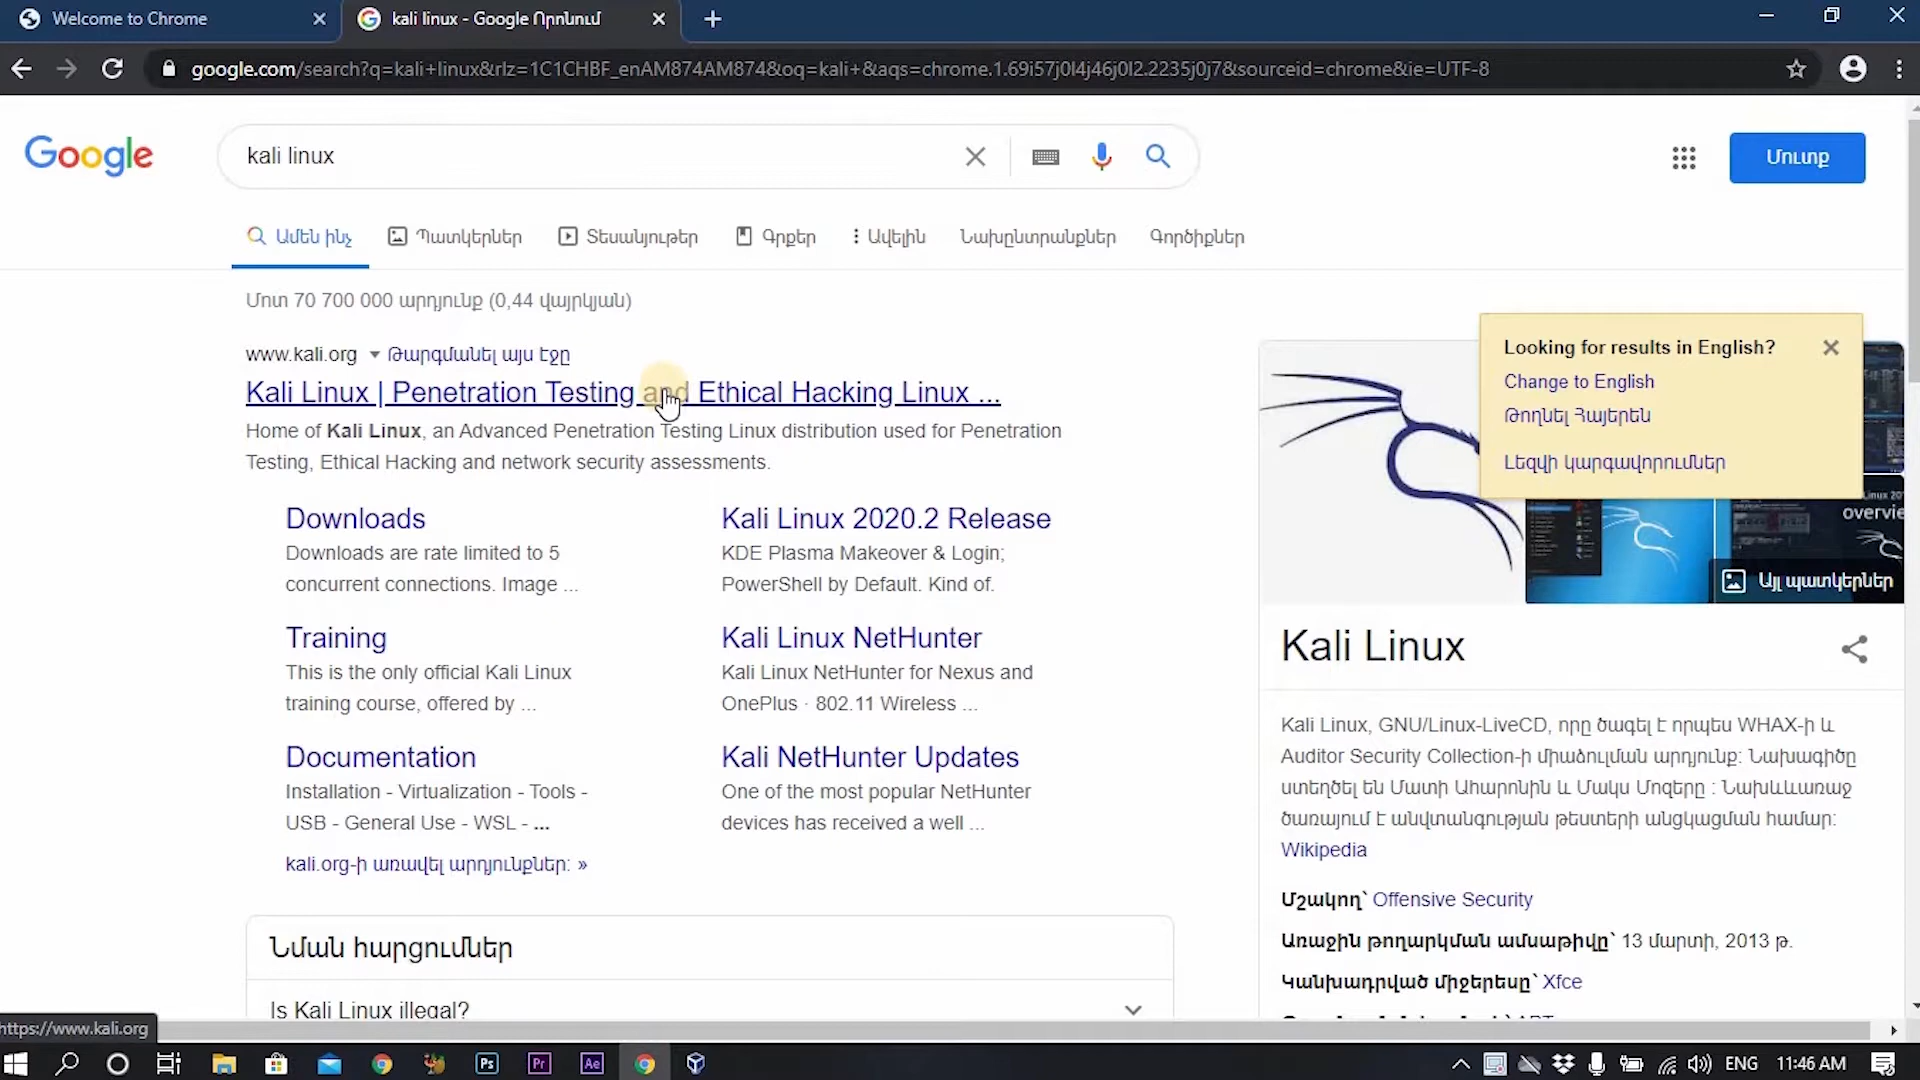 Welcome to Chrome
kali linux - Google Որոնում
google.com/search?q=kali+linux&rlz=1C1CHBF_enAM874AM874&oq=kali+&aqs=chrome.1.69i57j0l4j46j0l2.2235j0j7&sourceid=chrome&ie=UTF-8
Google
kali linux
Մուտք
Ամեն ինչ
Պատկերներ
Տեսանյութեր
Գրքեր
Ավելին
Նախընտրանքներ
Գործիքներ
Մոտ 70 700 000 արդյունք (0,44 վայրկյան)
www.kali.org Թարգմանել այս էջը
Kali Linux | Penetration Testing and Ethical Hacking Linux ...
Home of Kali Linux, an Advanced Penetration Testing Linux distribution used for Penetration
Testing, Ethical Hacking and network security assessments.
Downloads
Downloads are rate limited to 5
concurrent connections. Image ...
Kali Linux 2020.2 Release
KDE Plasma Makeover & Login;
PowerShell by Default. Kind of.
Training
This is the only official Kali Linux
training course, offered by ...
Kali Linux NetHunter
Kali Linux NetHunter for Nexus and
OnePlus · 802.11 Wireless ...
Documentation
Installation - Virtualization - Tools -
USB - General Use - WSL - ...
Kali NetHunter Updates
One of the most popular NetHunter
devices has received a well ...
kali.org-ի առավել արդյունքներ: »
Նման հարցումներ
Is Kali Linux illegal?
Looking for results in English?
Change to English
Թողնել Հայերեն
Լեզվի կարգավորումներ
overvie
Այլ պատկերներ
Kali Linux
Kali Linux, GNU/Linux-LiveCD, որը ծագել է որպես WHAX-ի և
Auditor Security Collection-ի միաձուլման արդյունք: Նախագիծը
ստեղծել են Մատի Ահարոնին և Մակս Մոզերը : Նախևևառաջ
ծառայում է անվտանգության թեստերի անցկացման համար:
Wikipedia
Մշակող՝ Offensive Security
Առաջին թողարկման ամսաթիվը՝ 13 մարտի, 2013 թ.
Կանխադրված միջերեսը՝ Xfce
https://www.kali.org
Ps
Pr
Ae
ENG
11:46 AM